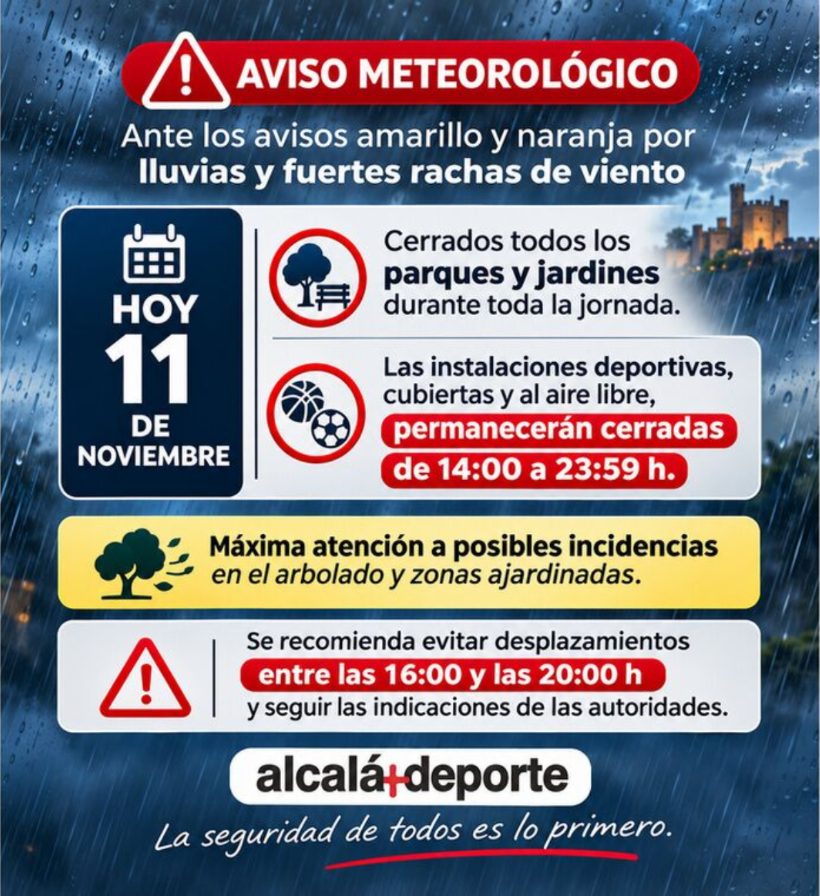 AVISO METEOROLÓGICO
Ante los avisos amarillo y naranja por
lluvias y fuertes rachas de viento
HOY
11
DE
NOVIEMBRE
Cerrados todos los
parques y jardines
durante toda la jornada.
Las instalaciones deportivas,
cubiertas y al aire libre,
permanecerán cerradas
de 14:00 a 23:59 h.
Máxima atención a posibles incidencias
en el arbolado y zonas ajardinadas.
Se recomienda evitar desplazamientos
entre las 16:00 y las 20:00 h
y seguir las indicaciones de las autoridades.
alcalá+deporte
La seguridad de todos es lo primero.